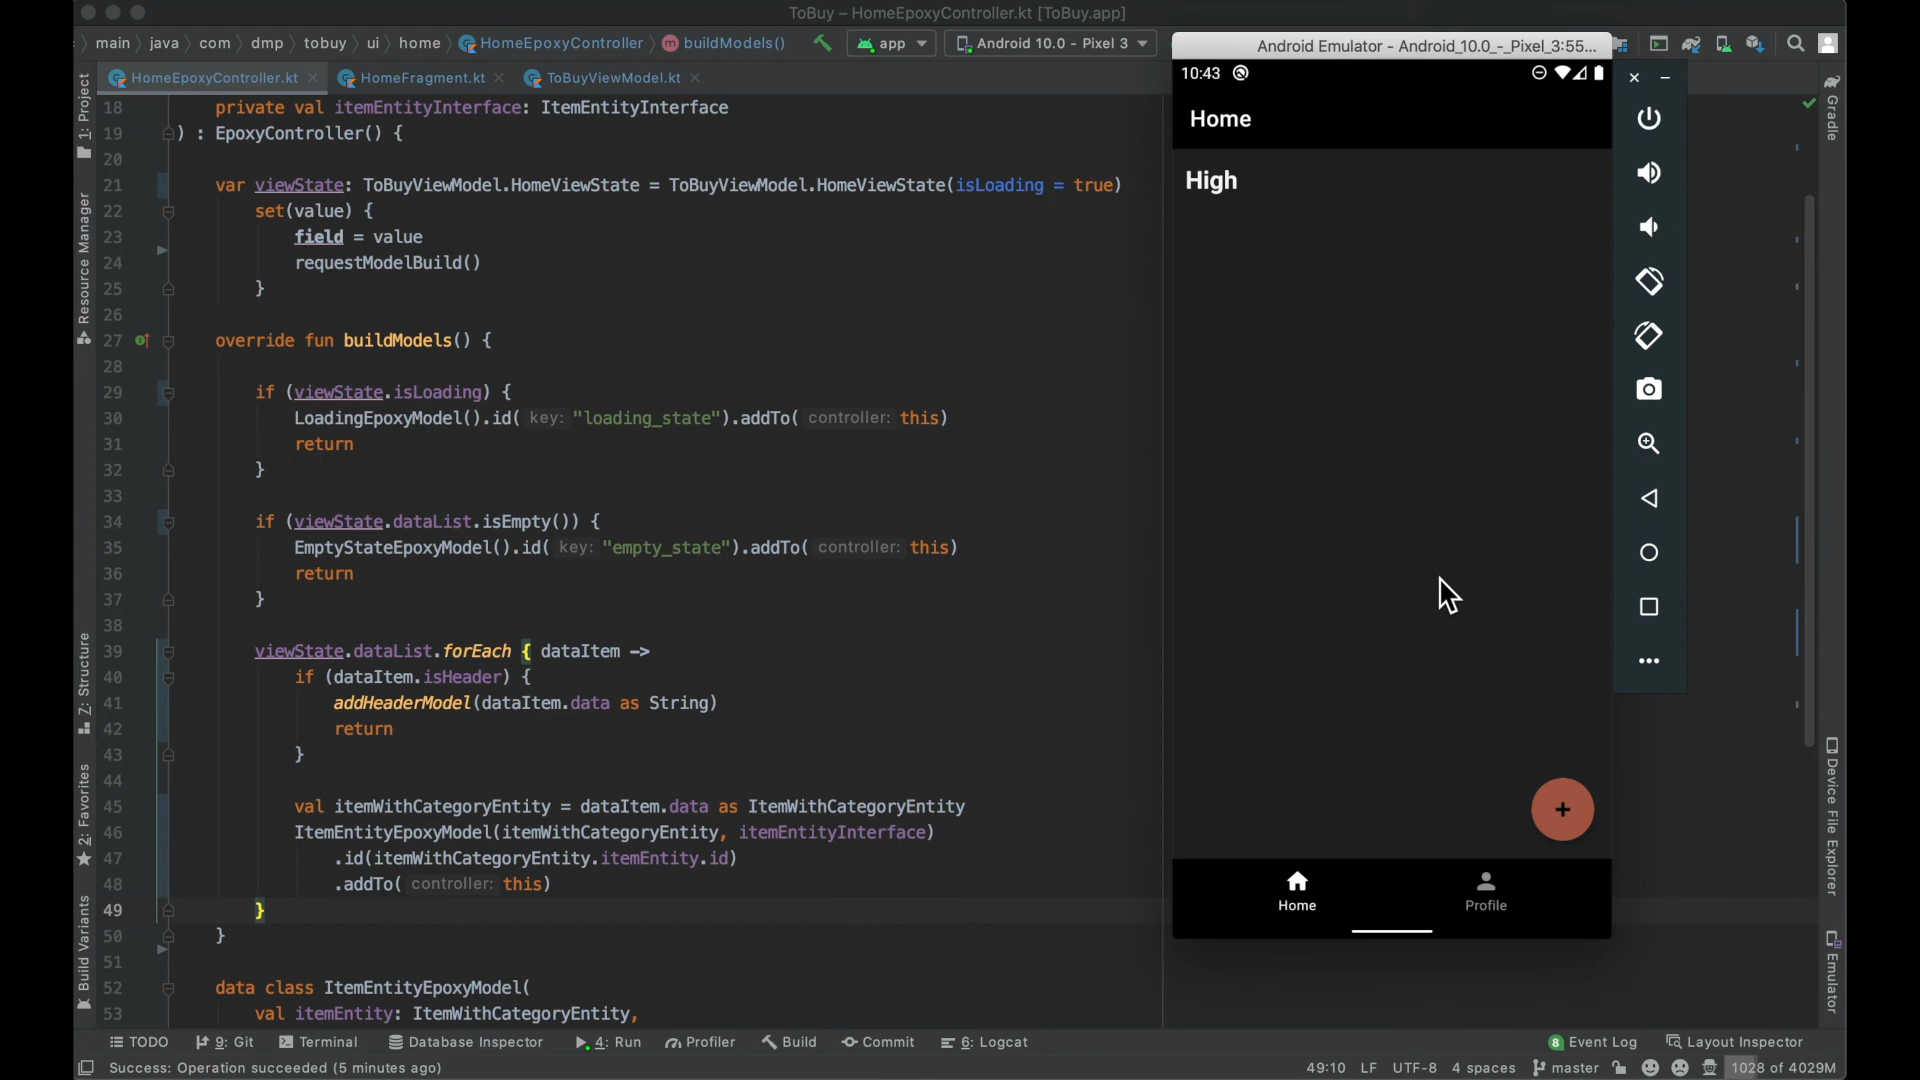 ToBuy – HomeEpoxyController.kt [ToBuy.app]
main java com dmp tobuy ui home HomeEpoxyController buildModels() app Android 10.0 - Pixel 3
HomeEpoxyController.kt HomeFragment.kt ToBuyViewModel.kt
18 private val itemEntityInterface: ItemEntityInterface
19 ) : EpoxyController() {
20
21 var viewState: ToBuyViewModel.HomeViewState = ToBuyViewModel.HomeViewState(isLoading = true)
22 set(value) {
23 field = value
24 requestModelBuild()
25 }
26
27 override fun buildModels() {
28
29 if (viewState.isLoading) {
30 LoadingEpoxyModel().id( key: "loading_state").addTo( controller: this)
31 return
32 }
33
34 if (viewState.dataList.isEmpty()) {
35 EmptyStateEpoxyModel().id( key: "empty_state").addTo( controller: this)
36 return
37 }
38
39 viewState.dataList.forEach { dataItem ->
40 if (dataItem.isHeader) {
41 addHeaderModel(dataItem.data as String)
42 return
43 }
44
45 val itemWithCategoryEntity = dataItem.data as ItemWithCategoryEntity
46 ItemEntityEpoxyModel(itemWithCategoryEntity, itemEntityInterface)
47 .id(itemWithCategoryEntity.itemEntity.id)
48 .addTo( controller: this)
49 }
50 }
51
52 data class ItemEntityEpoxyModel(
53 val itemEntity: ItemWithCategoryEntity,
1: Project
Resource Manager
7: Structure
2: Favorites
Build Variants
Android Emulator - Android_10.0_-_Pixel_3:55...
10:43
Home
High
+
Home
Profile
Gradle
Device File Explorer
Emulator
TODO 9: Git Terminal Database Inspector 4: Run Profiler Build Commit 6: Logcat 8 Event Log Layout Inspector
Success: Operation succeeded (5 minutes ago) 49:10 LF UTF-8 4 spaces master 1028 of 4029M